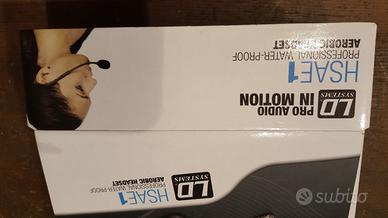 LD
SYSTEMS
PRO AUDIO
IN MOTION
HSAE1
PROFESSIONAL WATER-PROOF
AEROBIC HEADSET
LD
SYSTEMS
HSAE1
PROFESSIONAL WATER-PROOF
AEROBIC HEADSET
subito